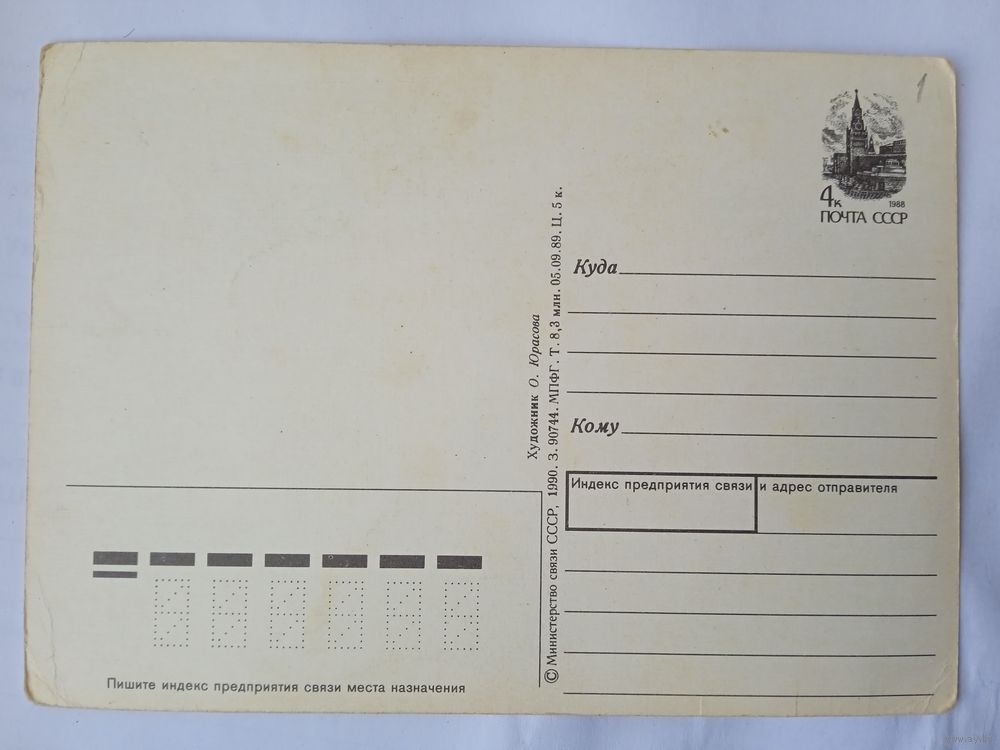 1
4к
1988
ПОЧТА СССР
Куда
Кому
Индекс предприятия связи и адрес отправителя
Художник О. Юрасова
© Министерство связи СССР, 1990. З. 90744. МПФГ. Т. 8,3 млн. 05.09.89. Ц. 5 к.
Пишите индекс предприятия связи места назначения